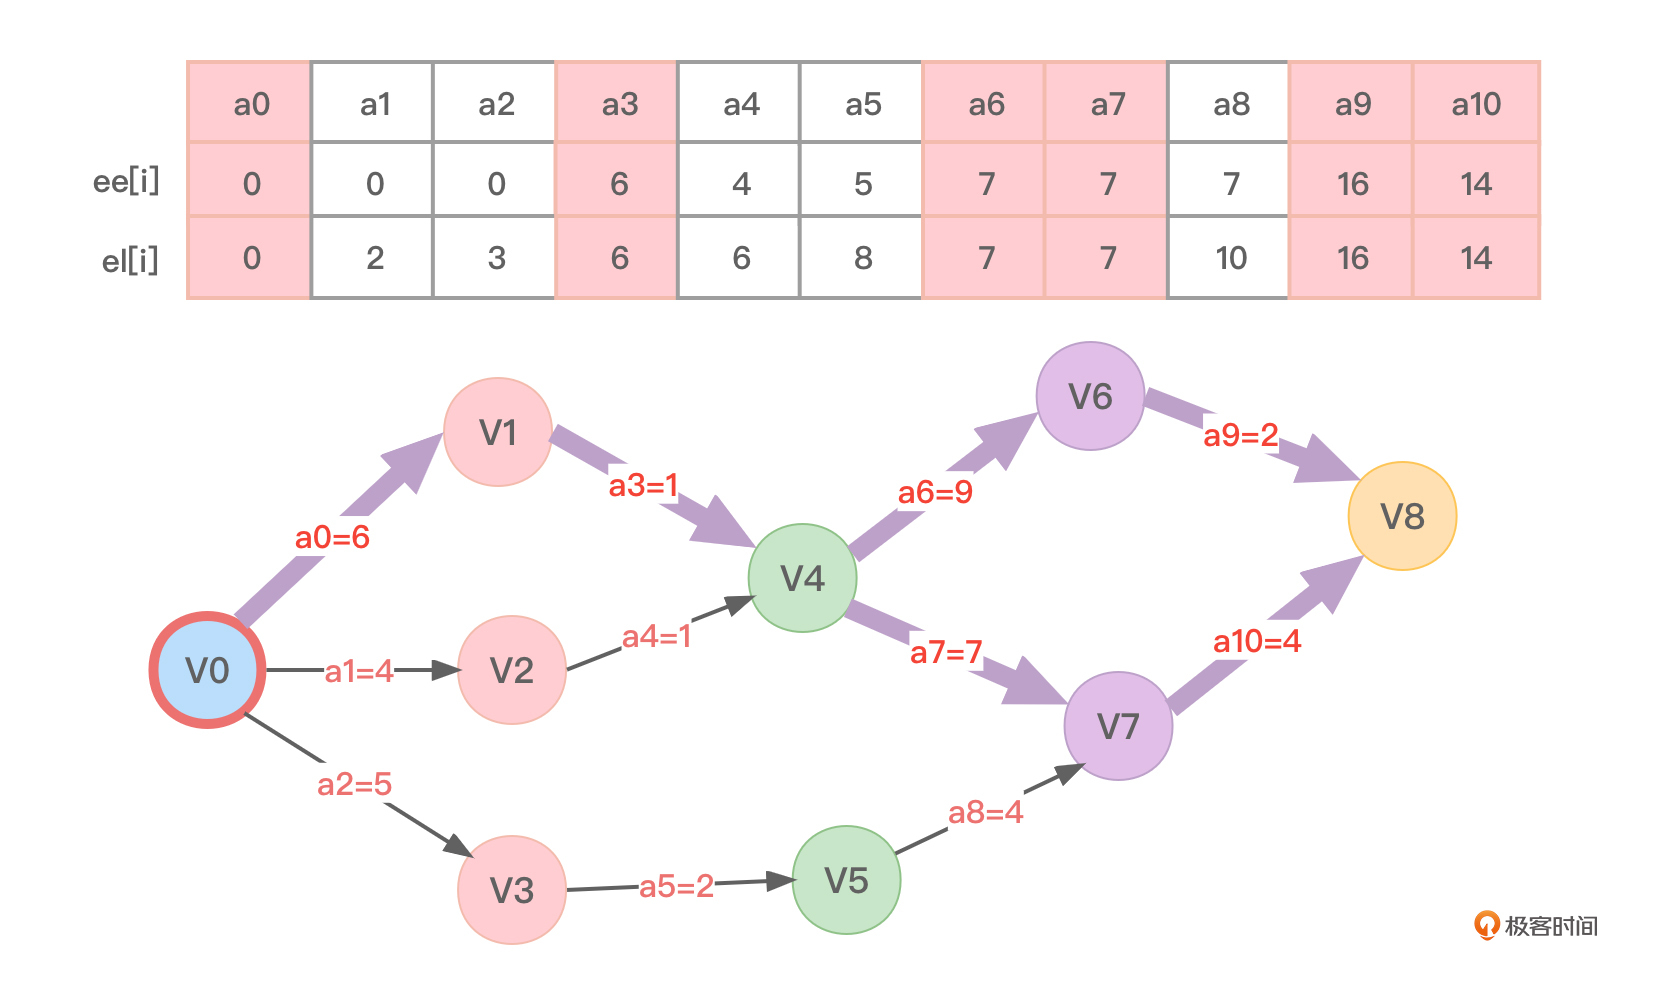 a0 a1 a2 a3 a4 a5 a6 a7 a8 a9 a10
ee[i] 0 0 0 6 4 5 7 7 7 16 14
el[i] 0 2 3 6 6 8 7 7 10 16 14
V6
V1
a9=2
a3=1
a6=9
V8
a0=6
V4
a4=1
a7=7
a10=4
V0
a1=4
V2
V7
a2=5
a8=4
V3
a5=2
V5
极客时间